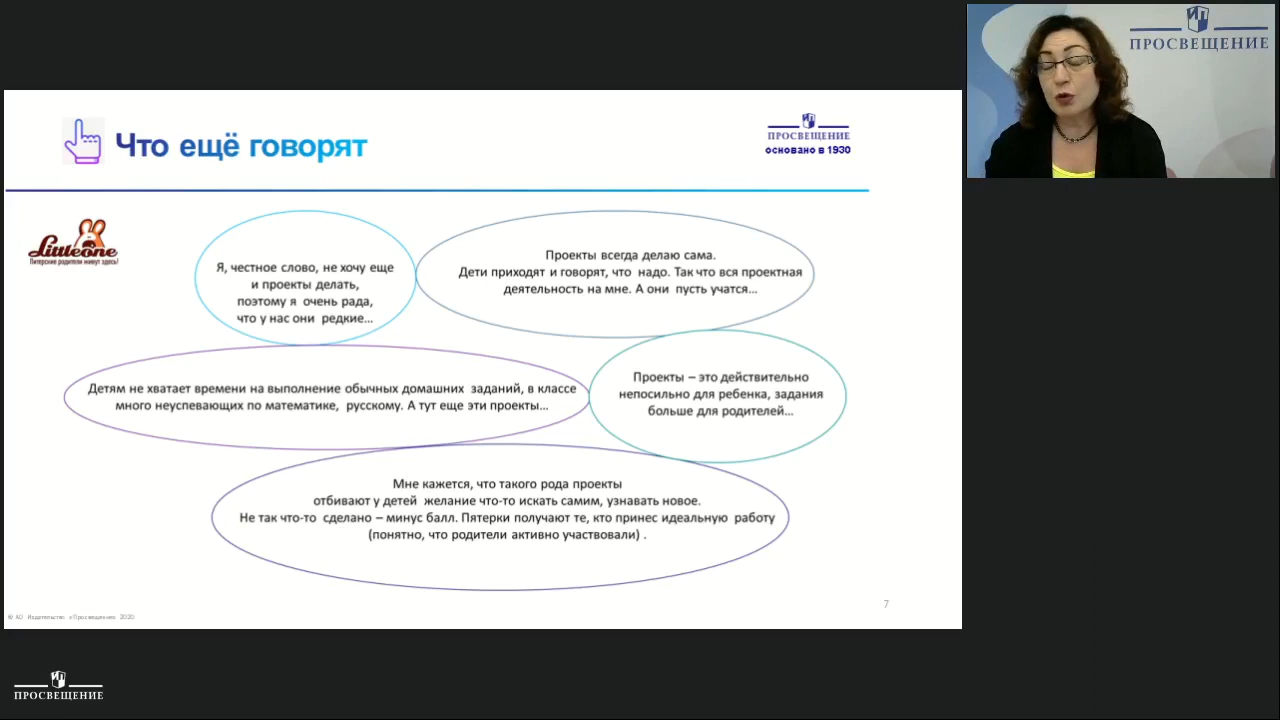 ПРОСВЕЩЕНИЕ
Что ещё говорят
ПРОСВЕЩЕНИЕ
основано в 1930
Littleone
Питерские родители живут здесь!
Я, честное слово, не хочу еще
и проекты делать,
поэтому я очень рада,
что у нас они редкие...
Проекты всегда делаю сама.
Дети приходят и говорят, что надо. Так что вся проектная
деятельность на мне. А они пусть учатся...
Детям не хватает времени на выполнение обычных домашних заданий, в классе
много неуспевающих по математике, русскому. А тут еще эти проекты...
Проекты – это действительно
непосильно для ребенка, задания
больше для родителей...
Мне кажется, что такого рода проекты
отбивают у детей желание что-то искать самим, узнавать новое.
Не так что-то сделано – минус балл. Пятерки получают те, кто принес идеальную работу
(понятно, что родители активно участвовали) .
7
© АО Издательство «Просвещение» 2020
ПРОСВЕЩЕНИЕ